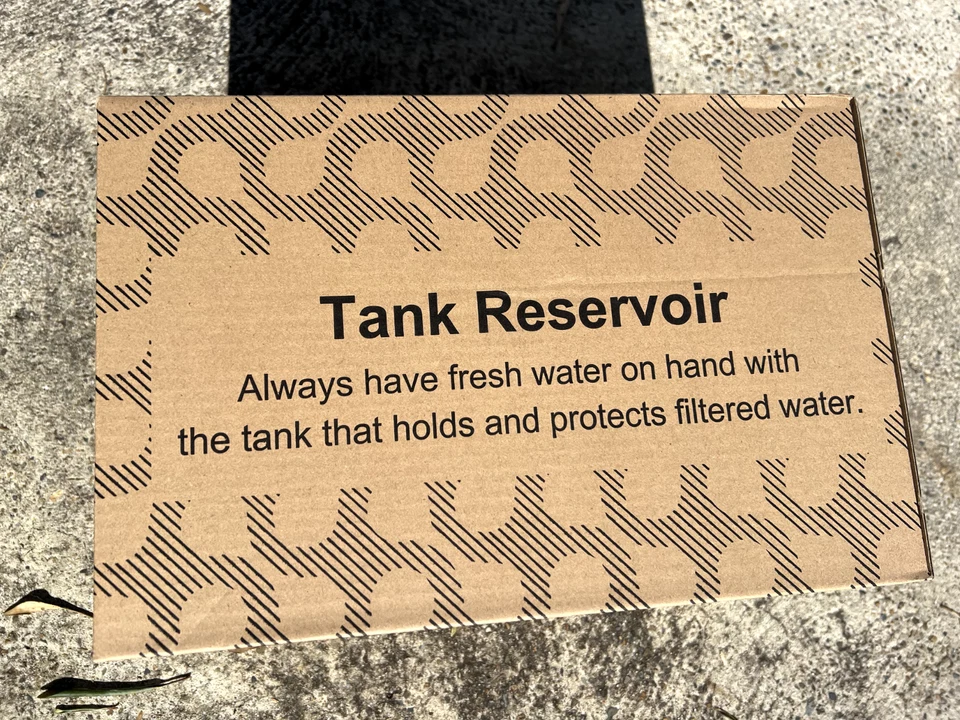 Tank Reservoir
Always have fresh water on hand with
the tank that holds and protects filtered water.